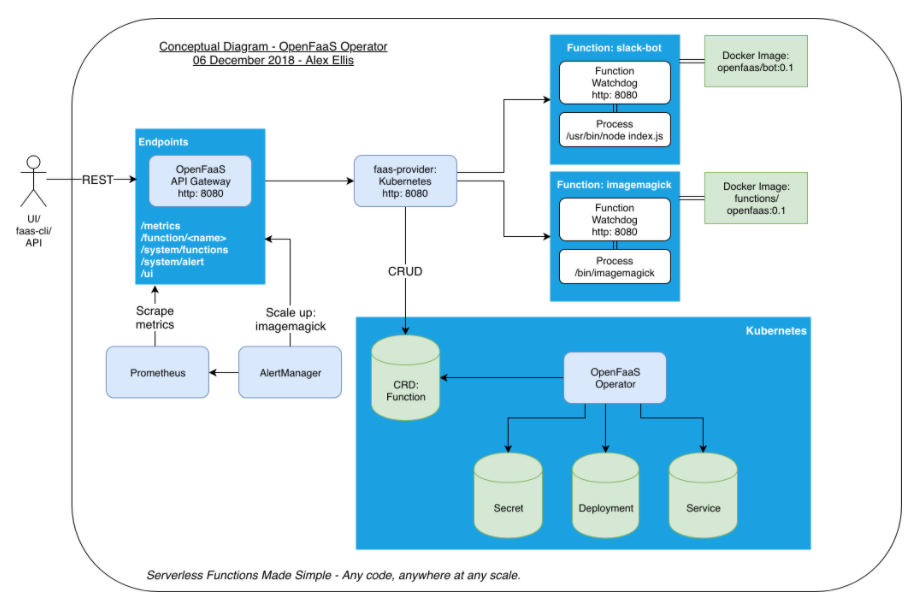 Conceptual Diagram - OpenFaaS Operator
06 December 2018 - Alex Ellis
Function: slack-bot
Function
Watchdog
http: 8080
Process
/usr/bin/node index.js
Docker Image:
openfaas/bot:0.1
Endpoints
OpenFaaS
API Gateway
http: 8080
/metrics
/function/<name>
/system/functions
/system/alert
/ui
REST
UI/
faas-cli/
API
faas-provider:
Kubernetes
http: 8080
Function: imagemagick
Function
Watchdog
http: 8080
Process
/bin/imagemagick
Docker Image:
functions/
openfaas:0.1
CRUD
Scrape
metrics
Scale up:
imagemagick
Prometheus
AlertManager
Kubernetes
CRD:
Function
OpenFaaS
Operator
Secret
Deployment
Service
Serverless Functions Made Simple - Any code, anywhere at any scale.